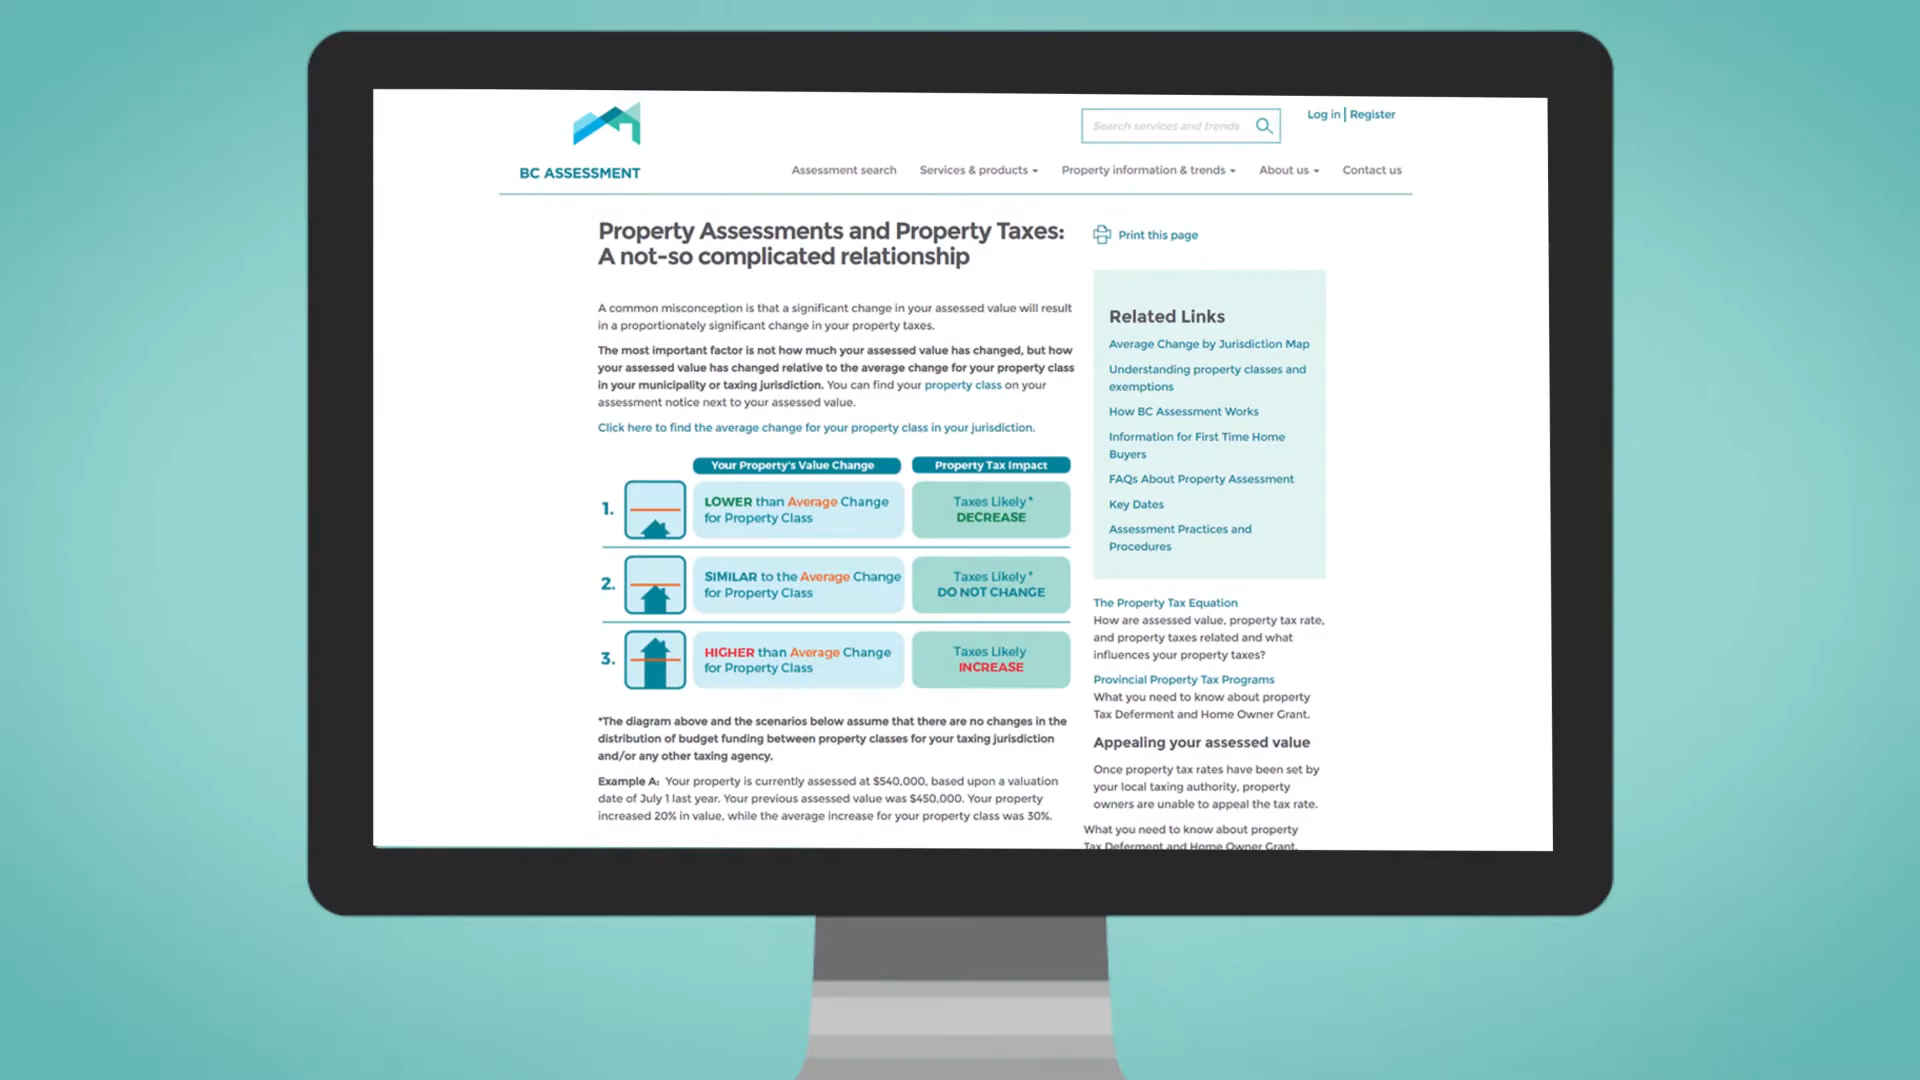 Search services and trends
Log in | Register
BC ASSESSMENT
Assessment search
Services & products
Property information & trends
About us
Contact us
Property Assessments and Property Taxes:
A not-so complicated relationship
A common misconception is that a significant change in your assessed value will result
in a proportionately significant change in your property taxes.
The most important factor is not how much your assessed value has changed, but how
your assessed value has changed relative to the average change for your property class
in your municipality or taxing jurisdiction. You can find your property class on your
assessment notice next to your assessed value.
Click here to find the average change for your property class in your jurisdiction.
Your Property's Value Change
Property Tax Impact
1.
LOWER than Average Change
for Property Class
Taxes Likely*
DECREASE
2.
SIMILAR to the Average Change
for Property Class
Taxes Likely*
DO NOT CHANGE
3.
HIGHER than Average Change
for Property Class
Taxes Likely
INCREASE
*The diagram above and the scenarios below assume that there are no changes in the
distribution of budget funding between property classes for your taxing jurisdiction
and/or any other taxing agency.
Example A: Your property is currently assessed at $540,000, based upon a valuation
date of July 1 last year. Your previous assessed value was $450,000. Your property
increased 20% in value, while the average increase for your property class was 30%.
Print this page
Related Links
Average Change by Jurisdiction Map
Understanding property classes and
exemptions
How BC Assessment Works
Information for First Time Home
Buyers
FAQs About Property Assessment
Key Dates
Assessment Practices and
Procedures
The Property Tax Equation
How are assessed value, property tax rate,
and property taxes related and what
influences your property taxes?
Provincial Property Tax Programs
What you need to know about property
Tax Deferment and Home Owner Grant.
Appealing your assessed value
Once property tax rates have been set by
your local taxing authority, property
owners are unable to appeal the tax rate.
What you need to know about property
Tax Deferment and Home Owner Grant.